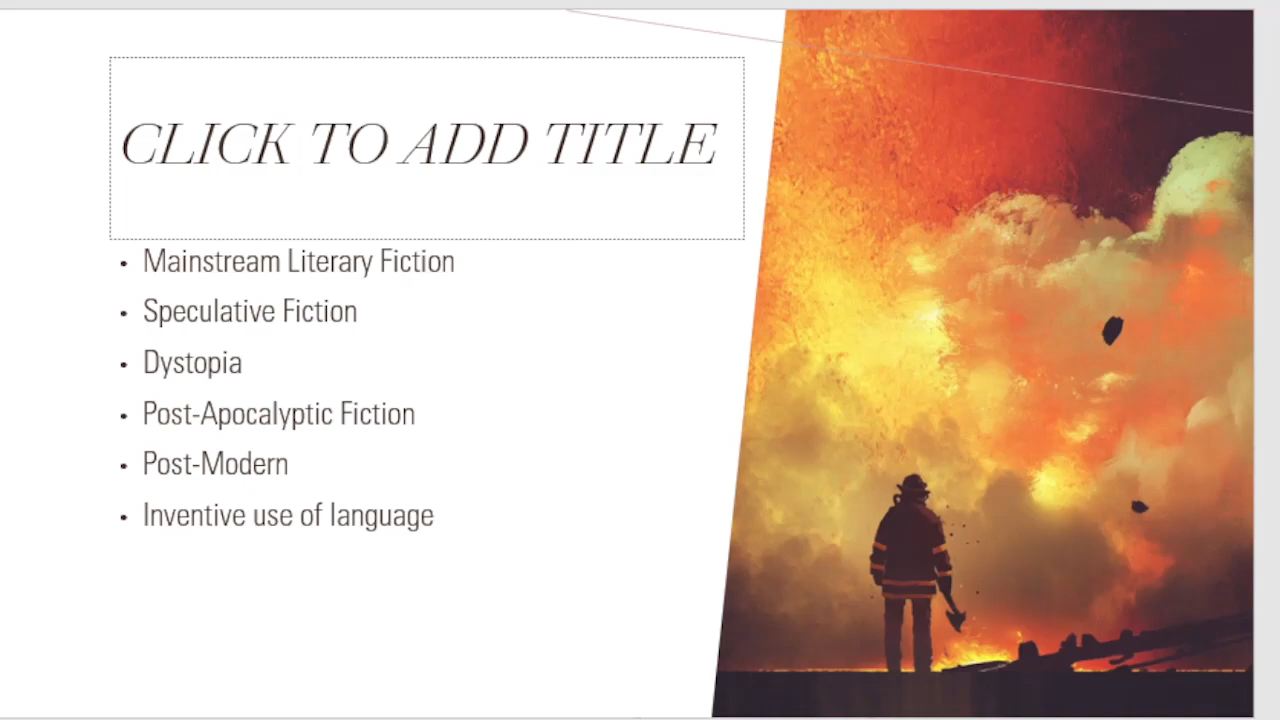 CLICK TO ADD TITLE
• Mainstream Literary Fiction
• Speculative Fiction
• Dystopia
• Post-Apocalyptic Fiction
• Post-Modern
• Inventive use of language